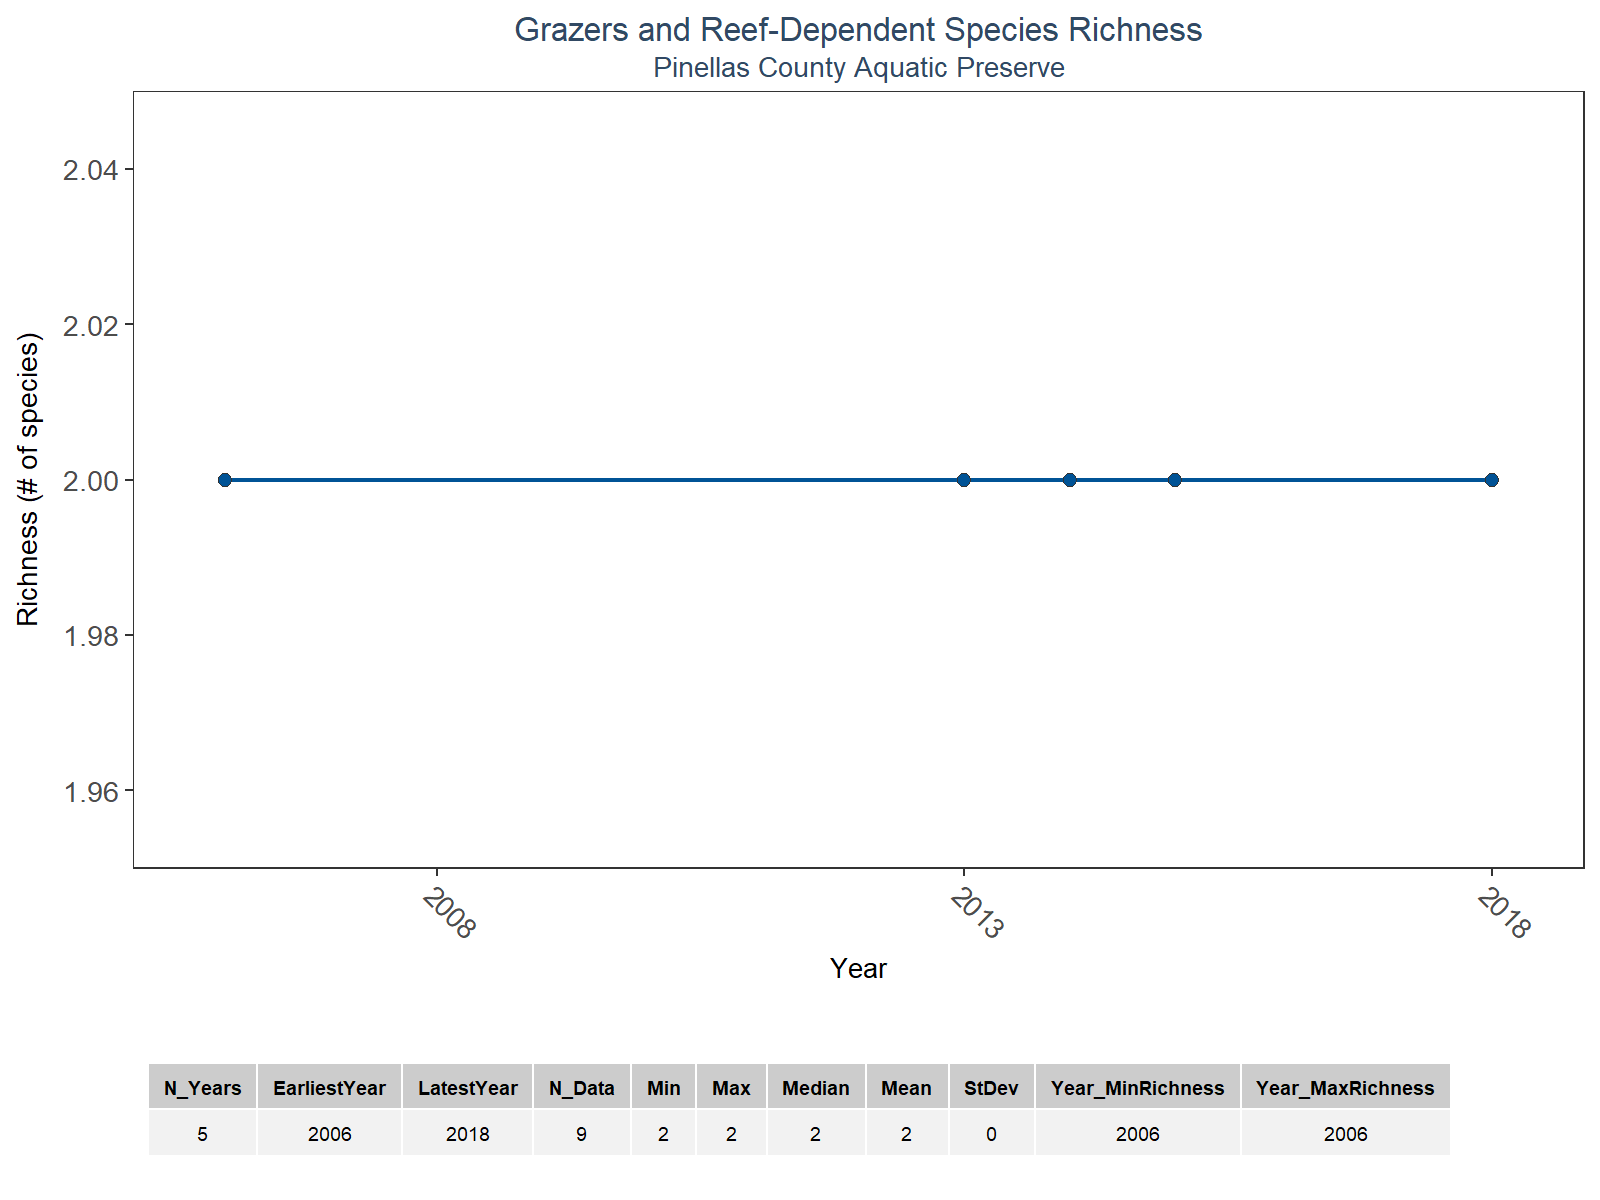 Grazers and Reef-Dependent Species Richness
Pinellas County Aquatic Preserve
Richness (# of species)
2.04
2.02
2.00
1.98
1.96
2008 2013 2018
Year
N_Years EarliestYear LatestYear N_Data Min Max Median Mean StDev Year_MinRichness Year_MaxRichness
5 2006 2018 9 2 2 2 2 0 2006 2006